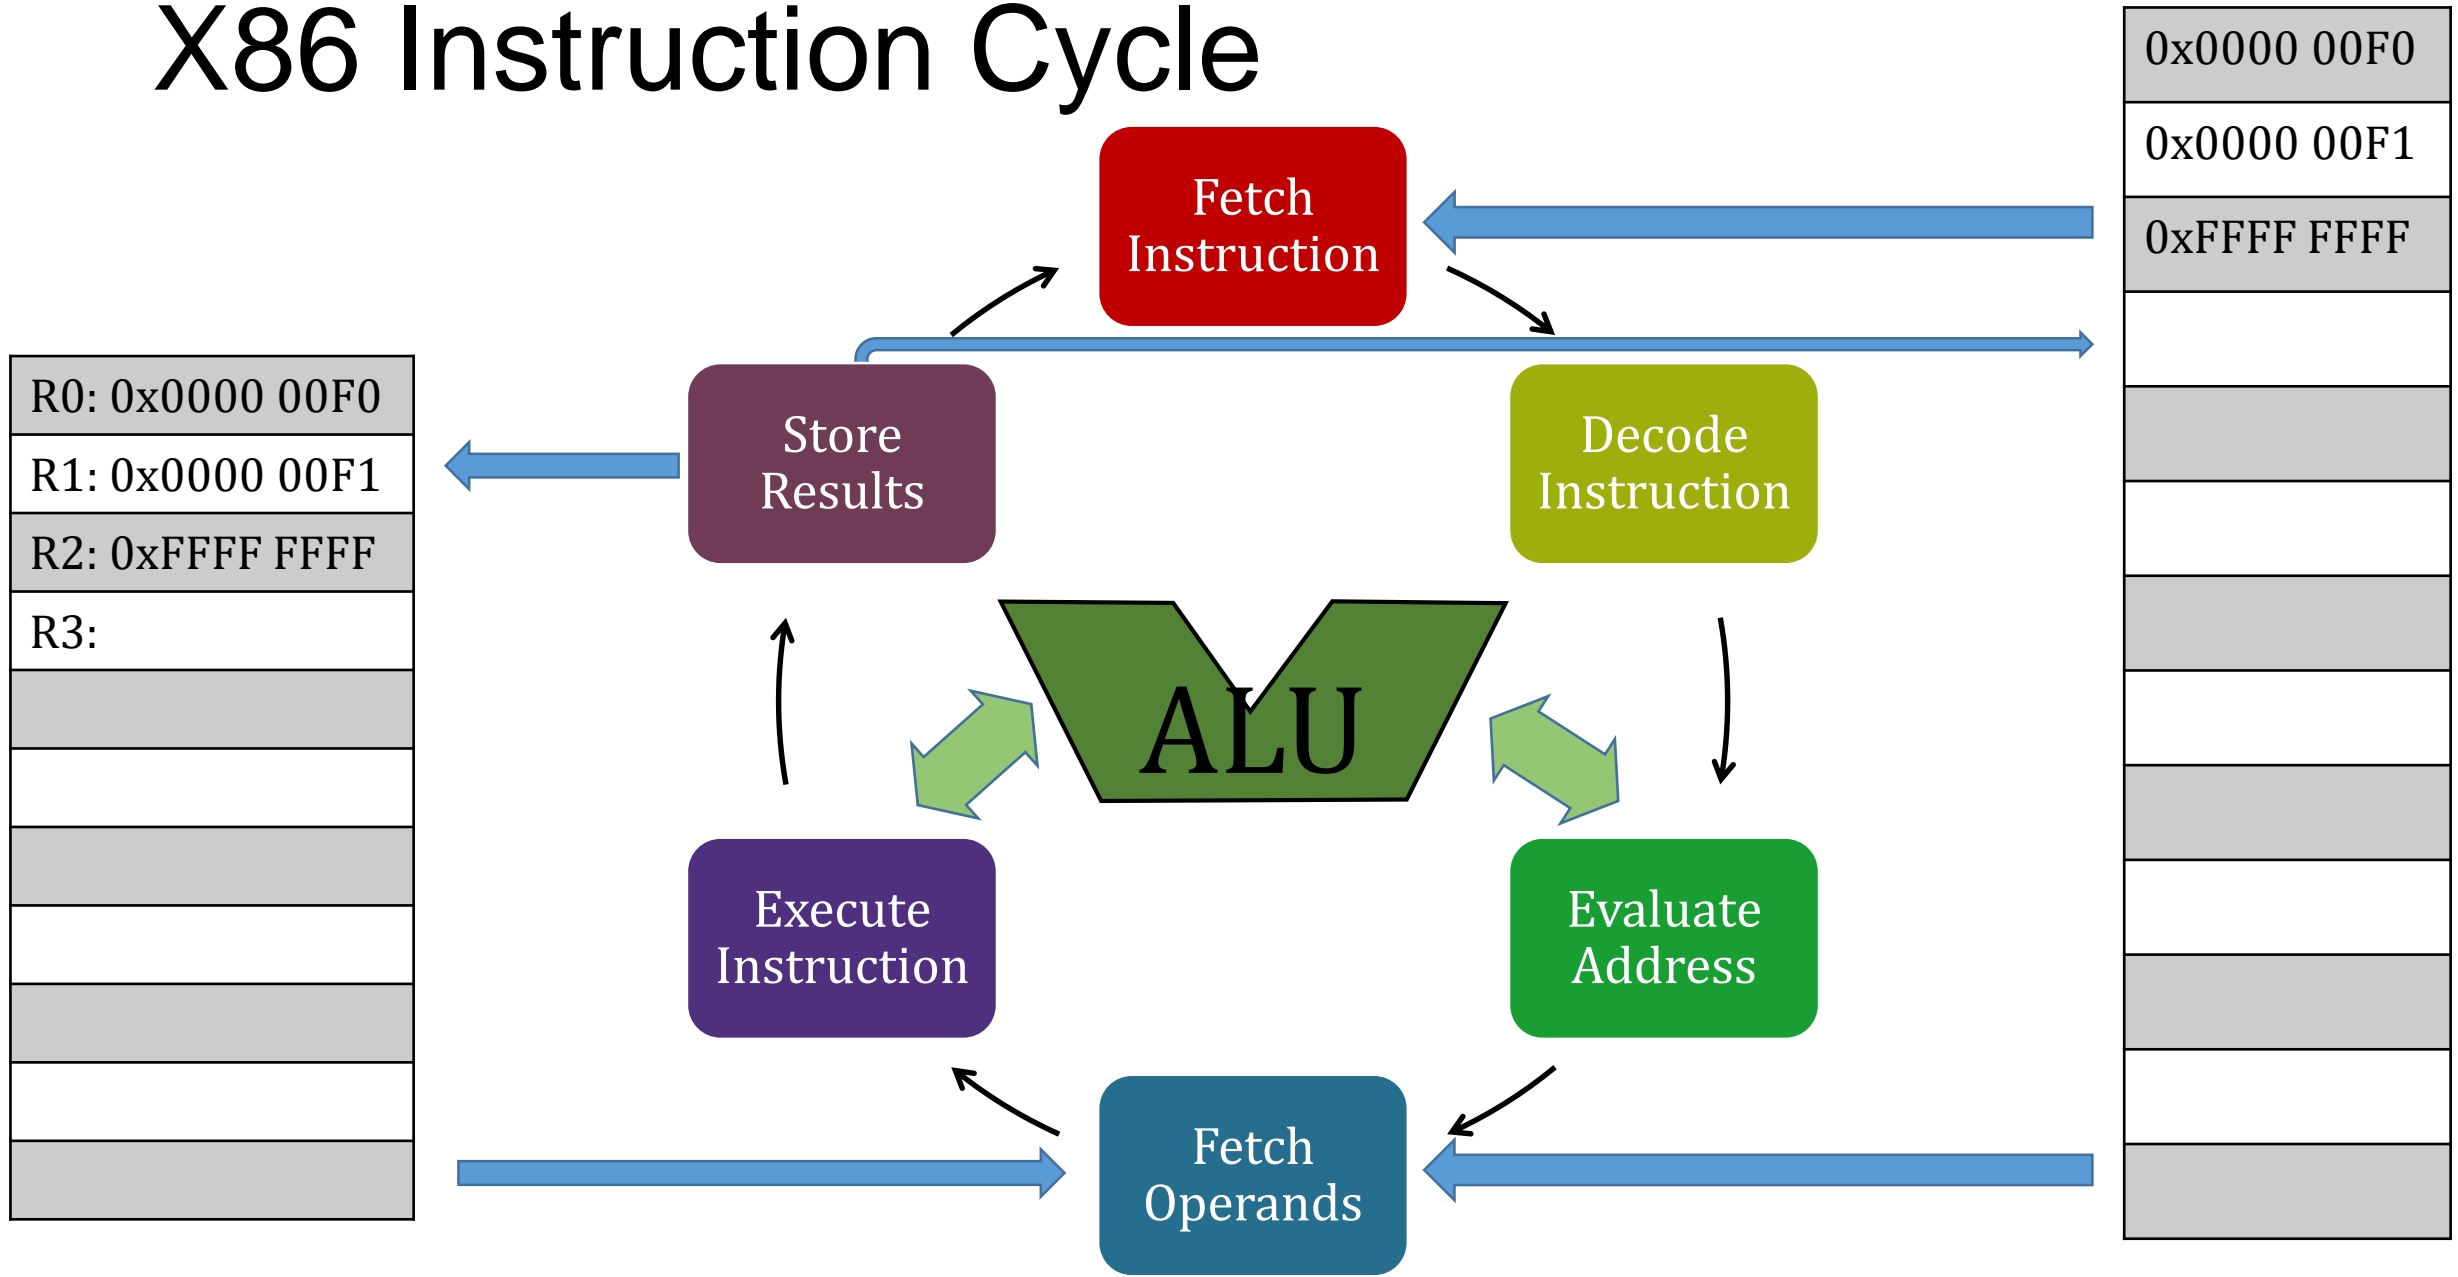 X86 Instruction Cycle
0x0000 00F0
0x0000 00F1
0xFFFF FFFF
Fetch
Instruction
Decode
Instruction
Evaluate
Address
Fetch
Operands
Execute
Instruction
Store
Results
ALU
R0: 0x0000 00F0
R1: 0x0000 00F1
R2: 0xFFFF FFFF
R3: